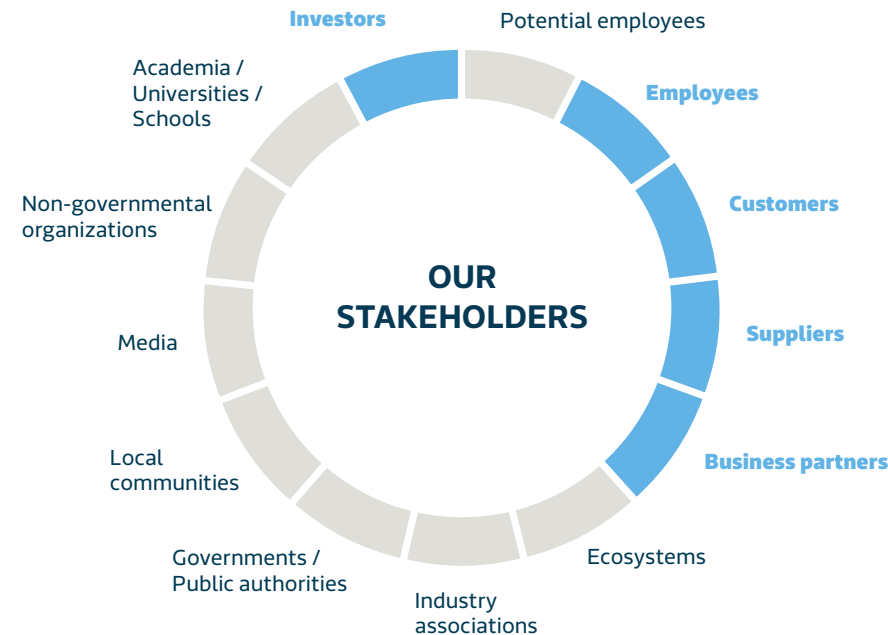 Investors
Potential employees
Academia /
Universities /
Schools
Employees
Non-governmental
organizations
Customers
OUR
STAKEHOLDERS
Media
Suppliers
Local
communities
Business partners
Governments /
Public authorities
Ecosystems
Industry
associations